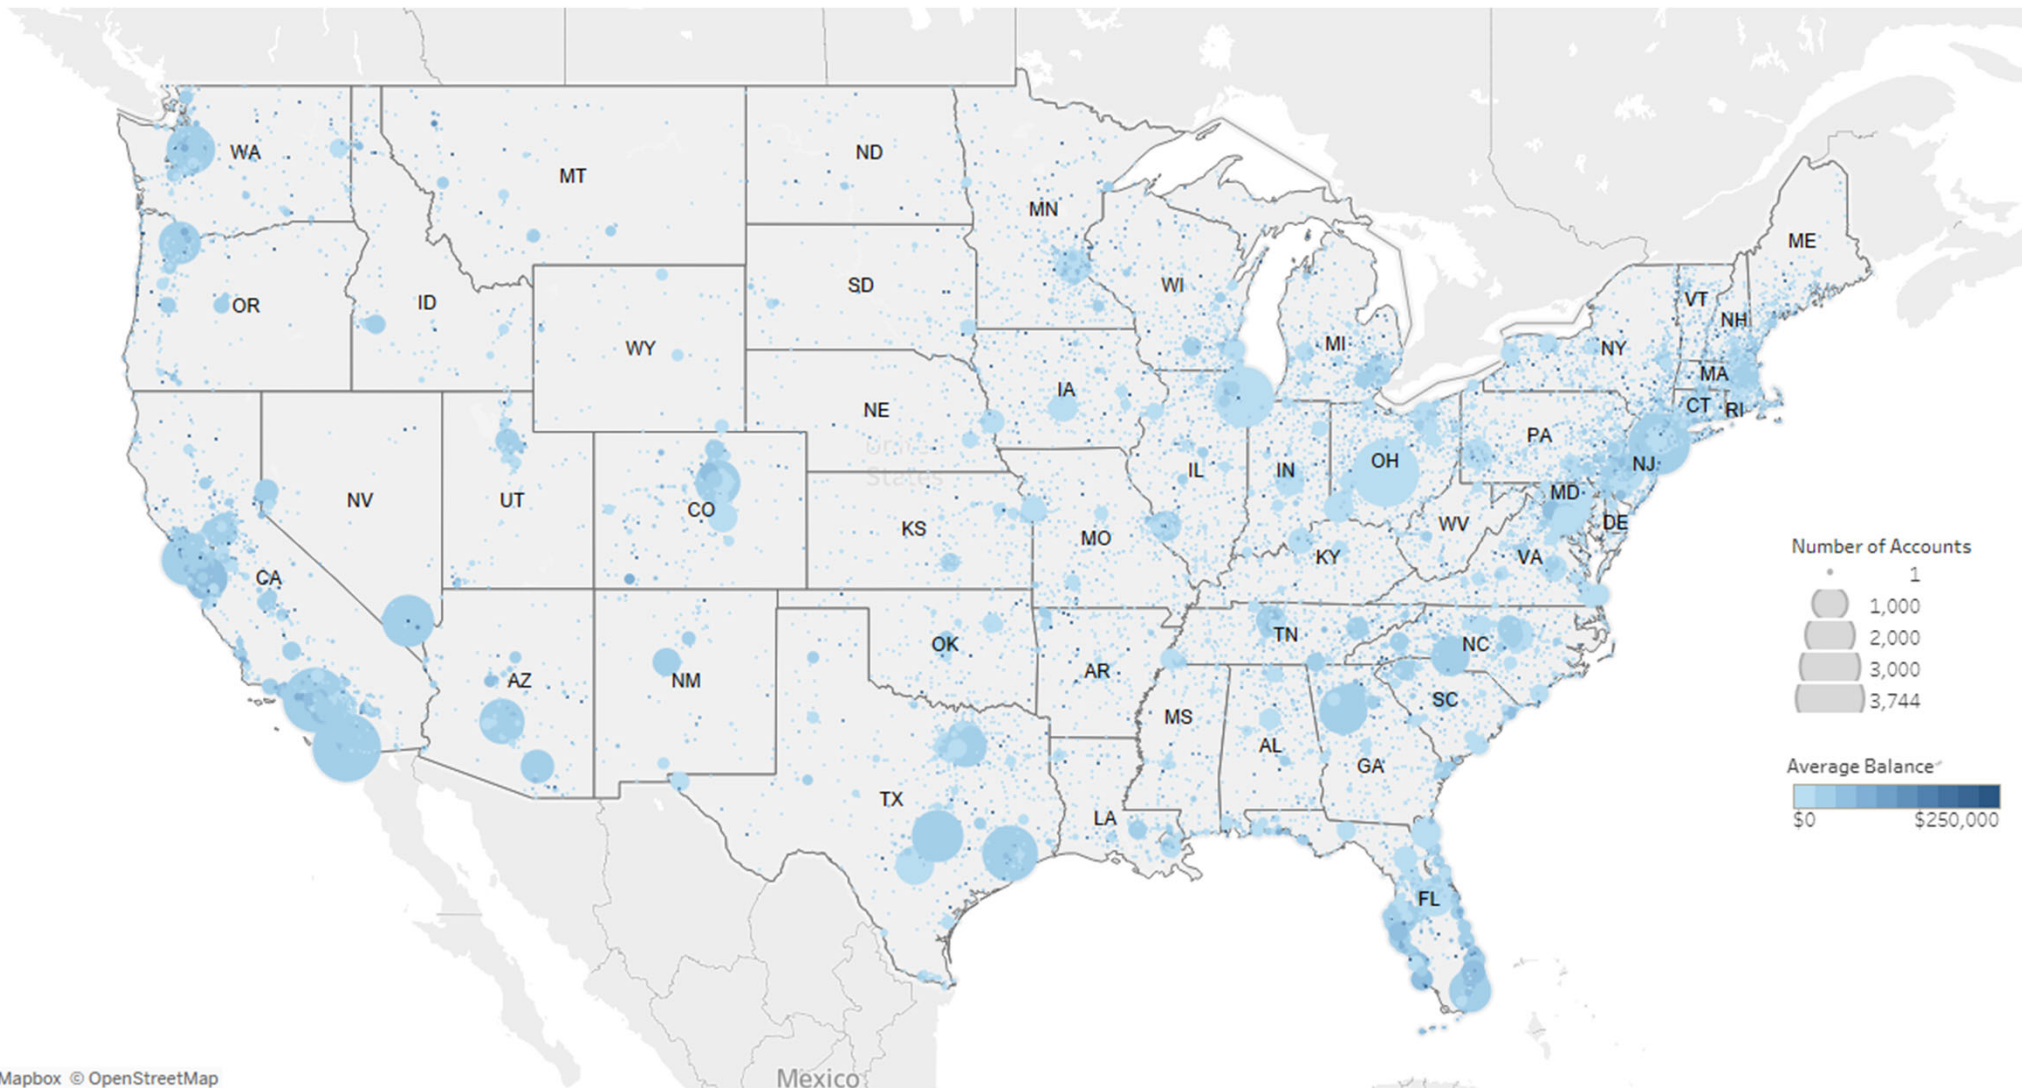 WA
MT
ND
MN
ME
OR
ID
SD
WI
VT
NH
WY
MI
NY
MA
IA
CT
RI
NE
PA
United
States
NV
UT
CO
KS
MO
IL
IN
OH
NJ
MD
DE
WV
VA
KY
CA
AZ
NM
OK
AR
TN
NC
SC
MS
AL
GA
TX
LA
FL
Mexico
Number of Accounts
1
1,000
2,000
3,000
3,744
Average Balance
$0 $250,000
Mapbox © OpenStreetMap